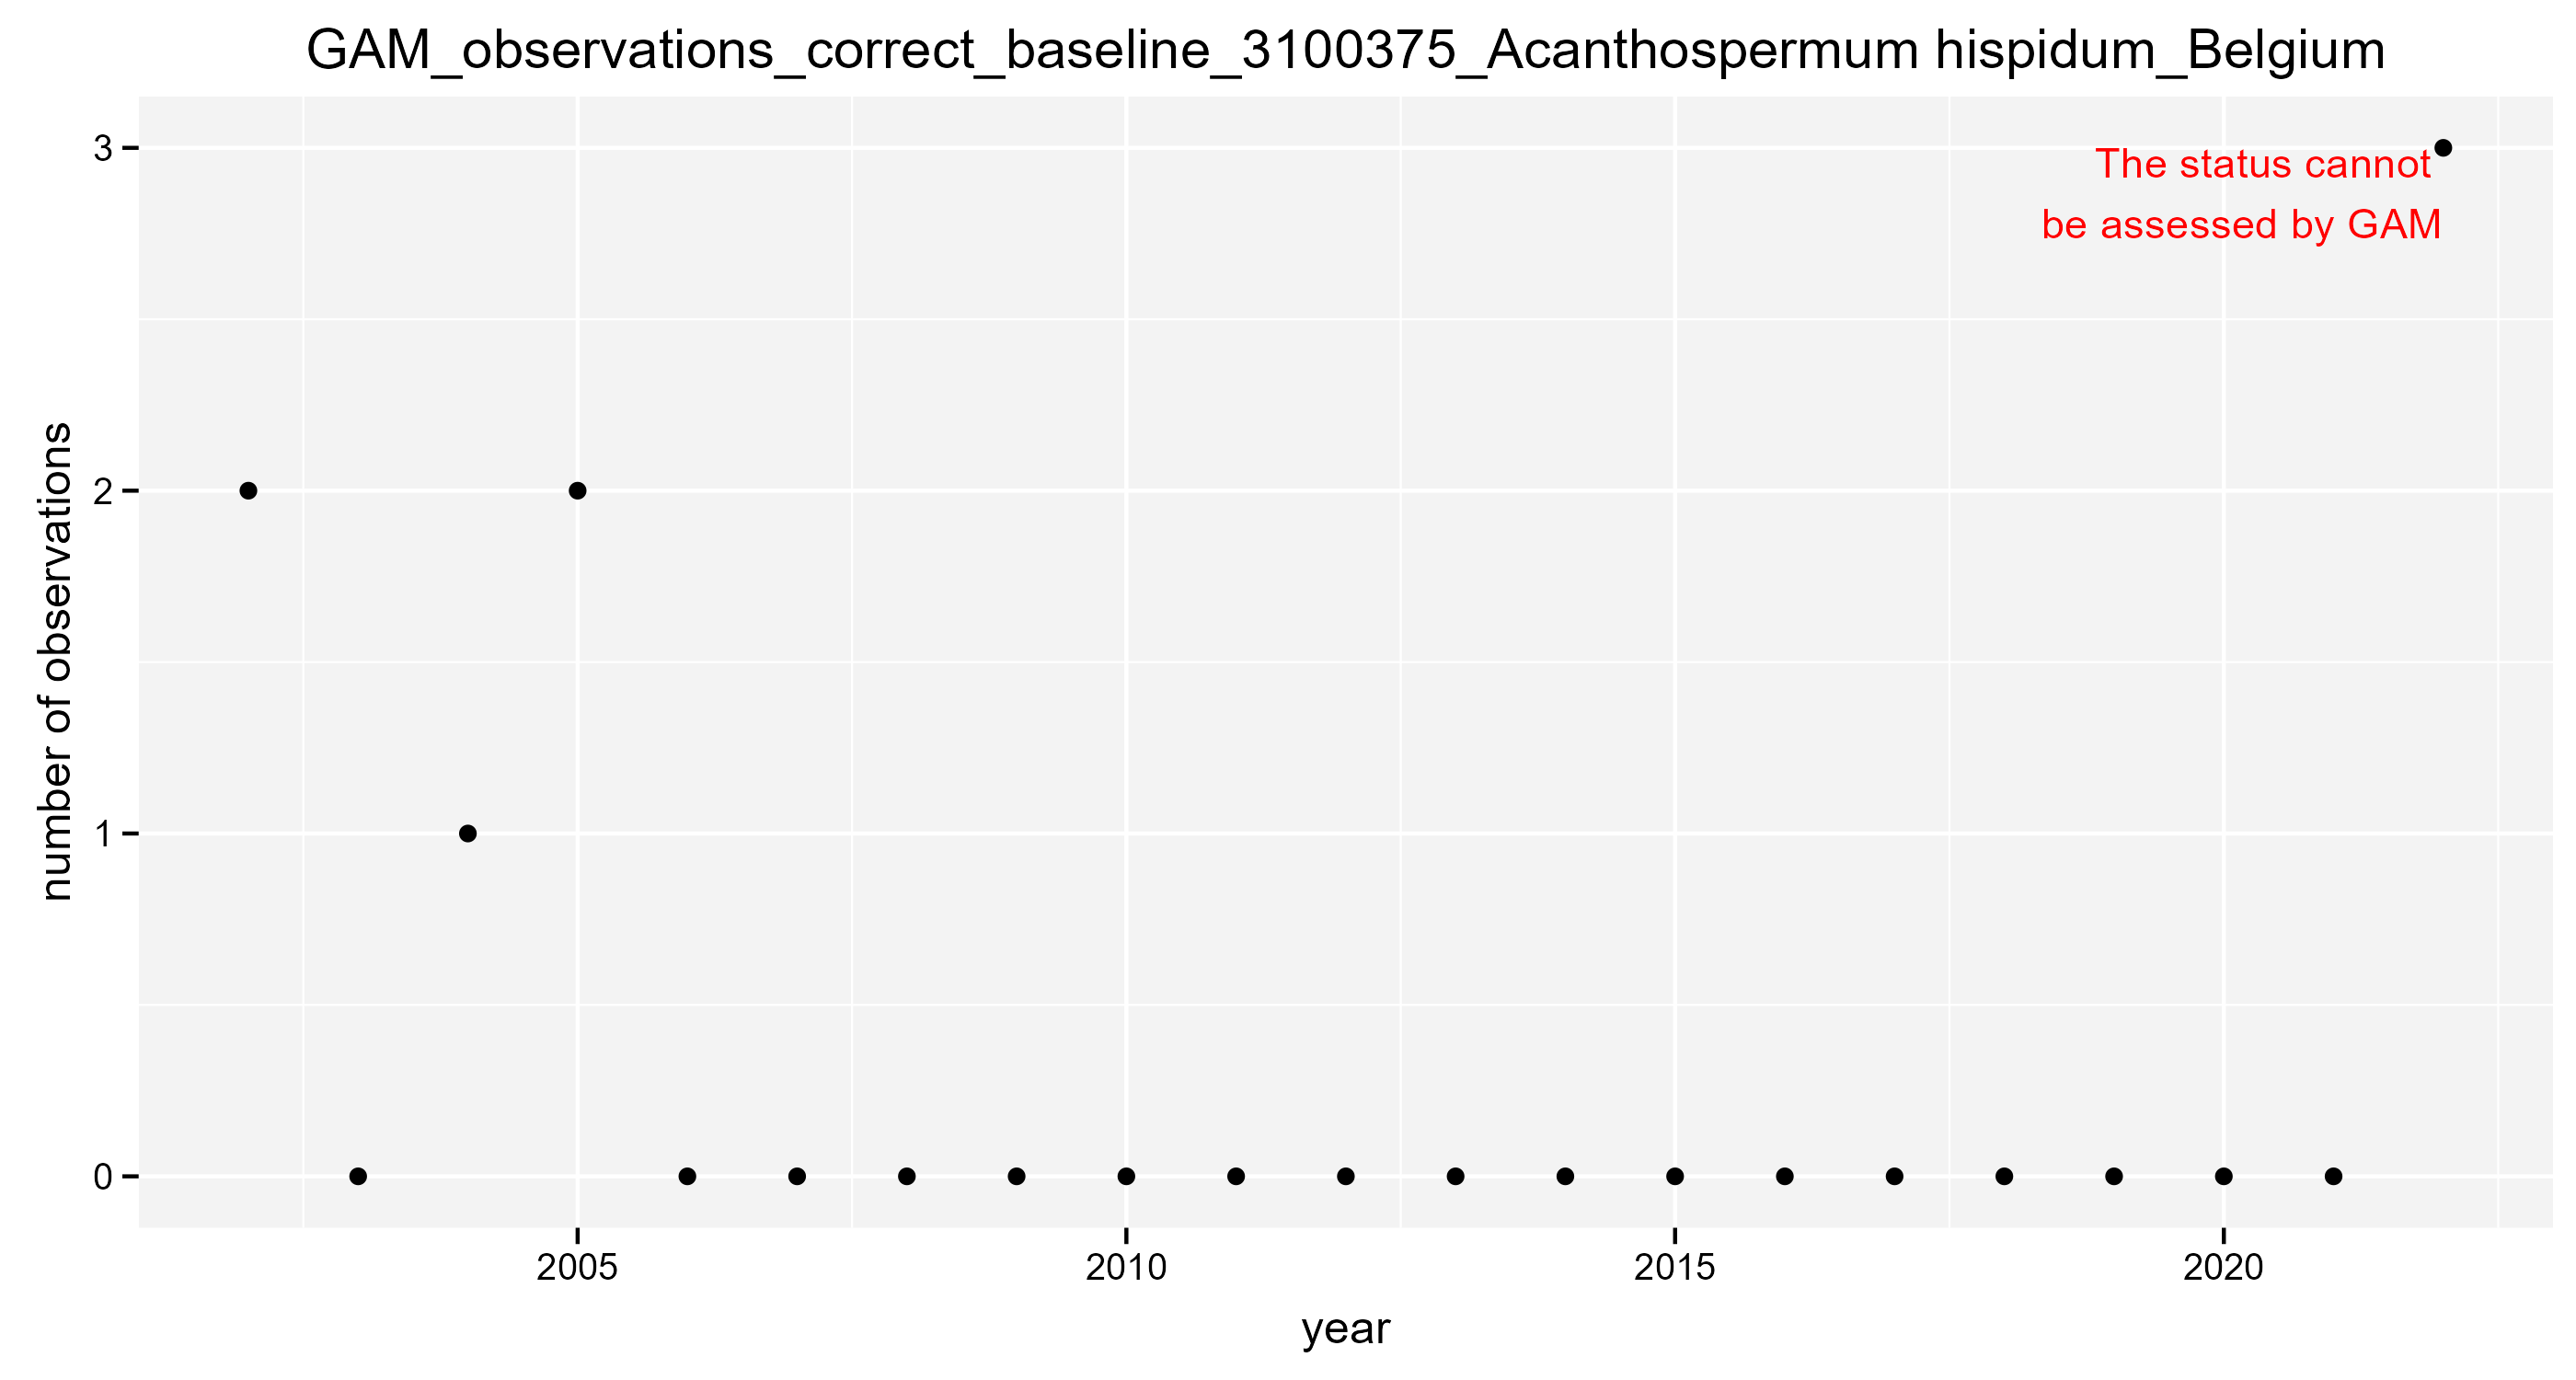 GAM_observations_correct_baseline_3100375_Acanthospermum hispidum_Belgium
3
The status cannot
be assessed by GAM
2
number of observations
1
0
2005
2010
2015
2020
year